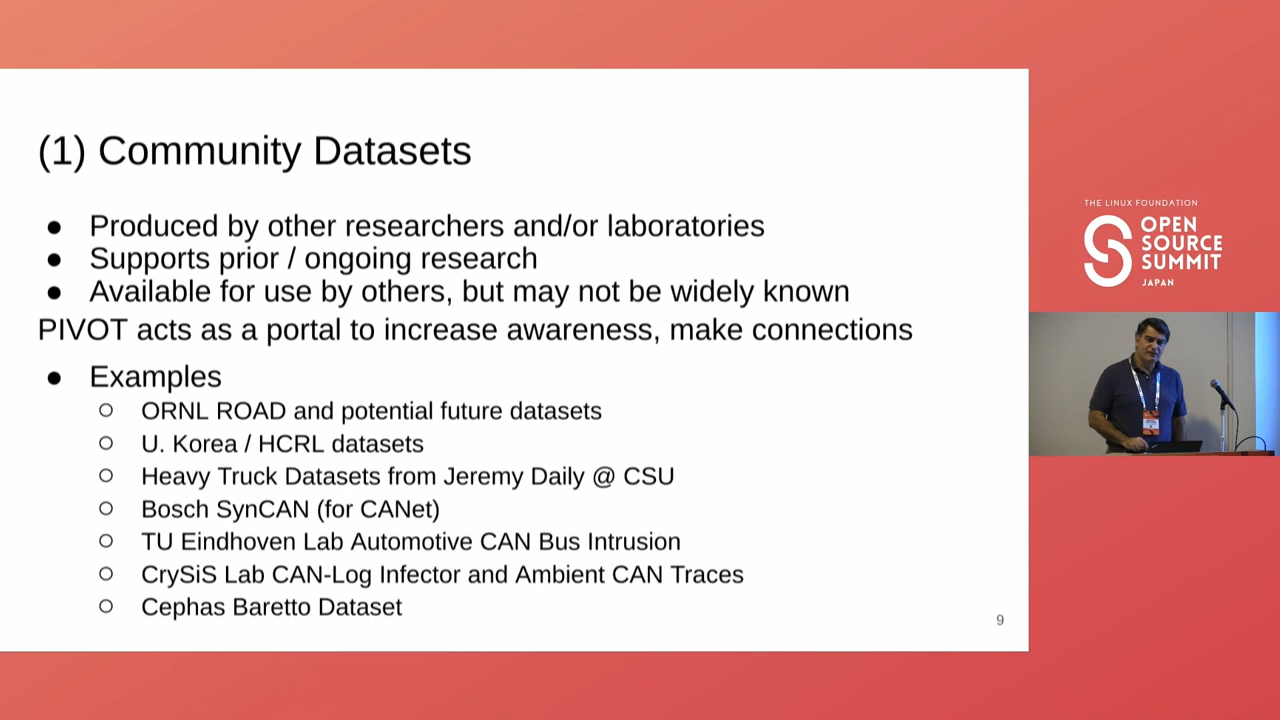 (1) Community Datasets
● Produced by other researchers and/or laboratories
● Supports prior / ongoing research
● Available for use by others, but may not be widely known
PIVOT acts as a portal to increase awareness, make connections
● Examples
○ ORNL ROAD and potential future datasets
○ U. Korea / HCRL datasets
○ Heavy Truck Datasets from Jeremy Daily @ CSU
○ Bosch SynCAN (for CANet)
○ TU Eindhoven Lab Automotive CAN Bus Intrusion
○ CrySiS Lab CAN-Log Infector and Ambient CAN Traces
○ Cephas Baretto Dataset
9
THE LINUX FOUNDATION
OPEN
SOURCE
SUMMIT
JAPAN